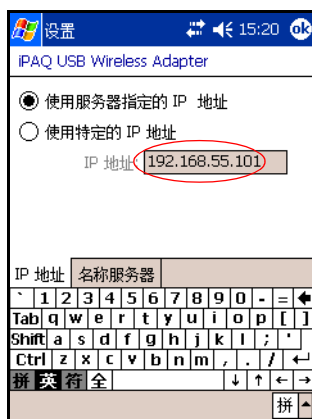 设置 15:20 ok
iPAQ USB Wireless Adapter
使用服务器指定的 IP 地址
使用特定的 IP 地址
IP 地址: 192.168.55.101
IP 地址 名称服务器
` 1 2 3 4 5 6 7 8 9 0 - =
Tab q w e r t y u i o p [ ]
Shift a s d f g h j k l ; '
Ctrl z x c v b n m , . /
拼 英 符 全
拼